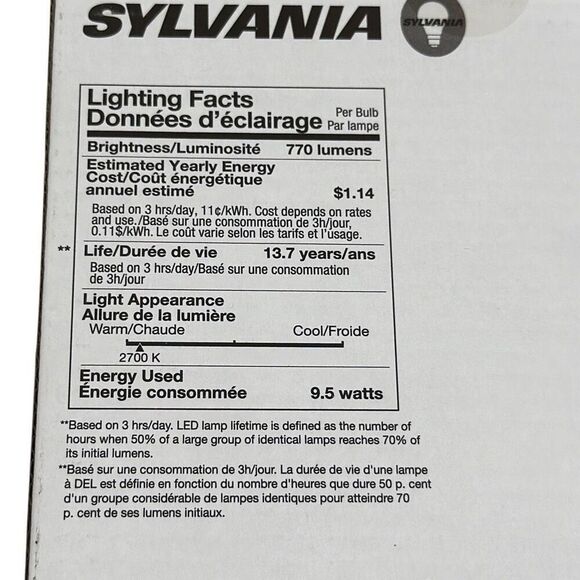 SYLVANIA
SYLVANIA
Lighting Facts
Données d'éclairage
Per Bulb
Par lampe
Brightness/Luminosité 770 lumens
Estimated Yearly Energy
Cost/Coût énergétique
annuel estimé $1.14
Based on 3 hrs/day, 11¢/kWh. Cost depends on rates
and use./Basé sur une consommation de 3h/jour,
0.11$/kWh. Le coût varie selon les tarifs et l'usage.
** Life/Durée de vie 13.7 years/ans
Based on 3 hrs/day/Basé sur une consommation
de 3h/jour
Light Appearance
Allure de la lumière
Warm/Chaude Cool/Froide
2700 K
Energy Used
Énergie consommée 9.5 watts
**Based on 3 hrs/day. LED lamp lifetime is defined as the number of
hours when 50% of a large group of identical lamps reaches 70% of
its initial lumens.
**Basé sur une consommation de 3h/jour. La durée de vie d'une lampe
à DEL est définie en fonction du nombre d'heures que dure 50 p. cent
d'un groupe considérable de lampes identiques pour atteindre 70
p. cent de ses lumens initiaux.